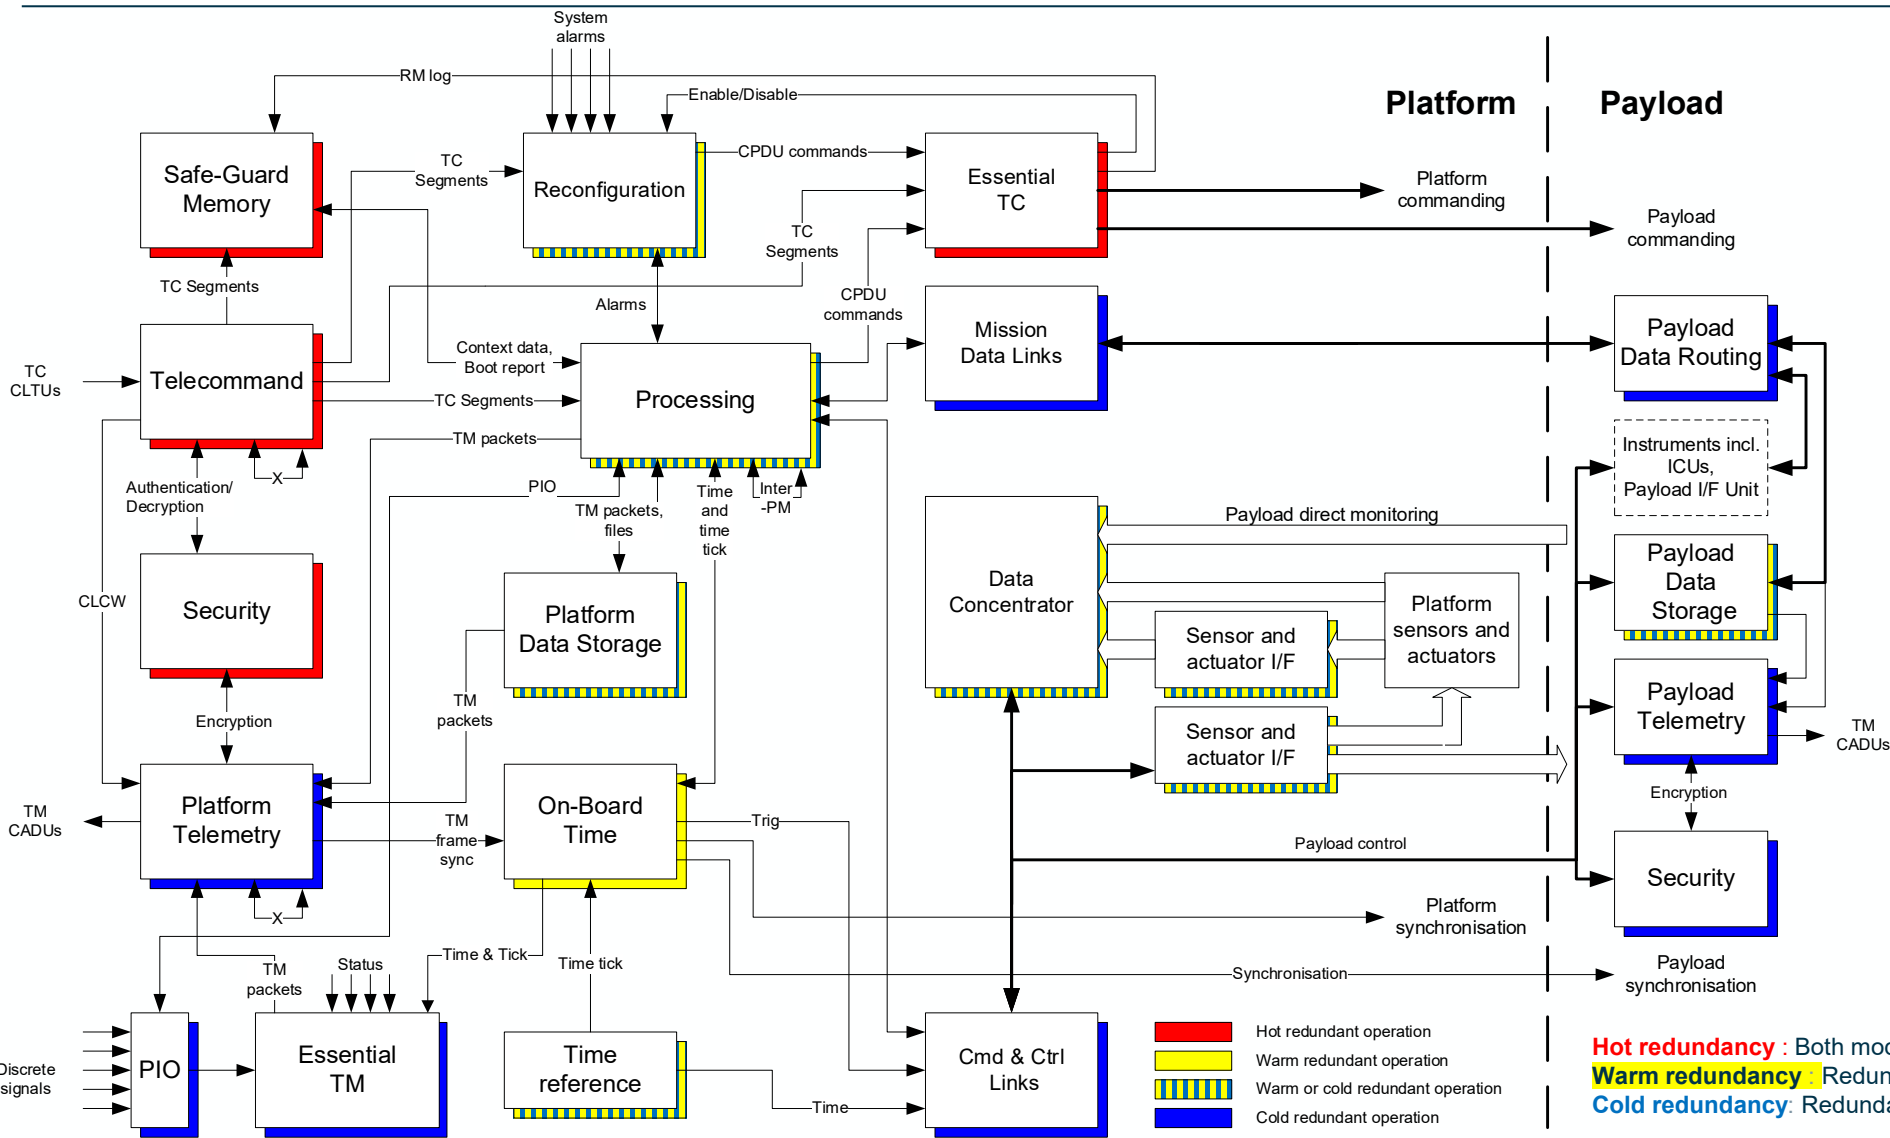 System
alarms
RM log
Enable/Disable
Platform
Payload
Safe-Guard
Memory
TC
Segments
Reconfiguration
CPDU commands
Essential
TC
Platform
commanding
Payload
commanding
TC
Segments
TC Segments
Alarms
CPDU
commands
Mission
Data Links
Payload
Data Routing
TC
CLTUs
Telecommand
Context data,
Boot report
TC Segments
Processing
TM packets
X
Authentication/
Decryption
PIO
TM packets,
files
Time
and
time
tick
Inter
-PM
Instruments incl.
ICUs,
Payload I/F Unit
Payload direct monitoring
Data
Concentrator
Platform
sensors and
actuators
Payload
Data
Storage
CLCW
Security
Platform
Data Storage
Sensor and
actuator I/F
TM
packets
Encryption
Sensor and
actuator I/F
Payload
Telemetry
TM
CADUs
TM
CADUs
Platform
Telemetry
TM
frame
sync
On-Board
Time
Trig
Payload control
Encryption
Security
X
Platform
synchronisation
Time & Tick
Time tick
Status
TM
packets
Synchronisation
Payload
synchronisation
Discrete
signals
PIO
Essential
TM
Time
reference
Time
Cmd & Ctrl
Links
Hot redundant operation
Warm redundant operation
Warm or cold redundant operation
Cold redundant operation
Hot redundancy : Both
Warm redundancy :
Cold redundancy: